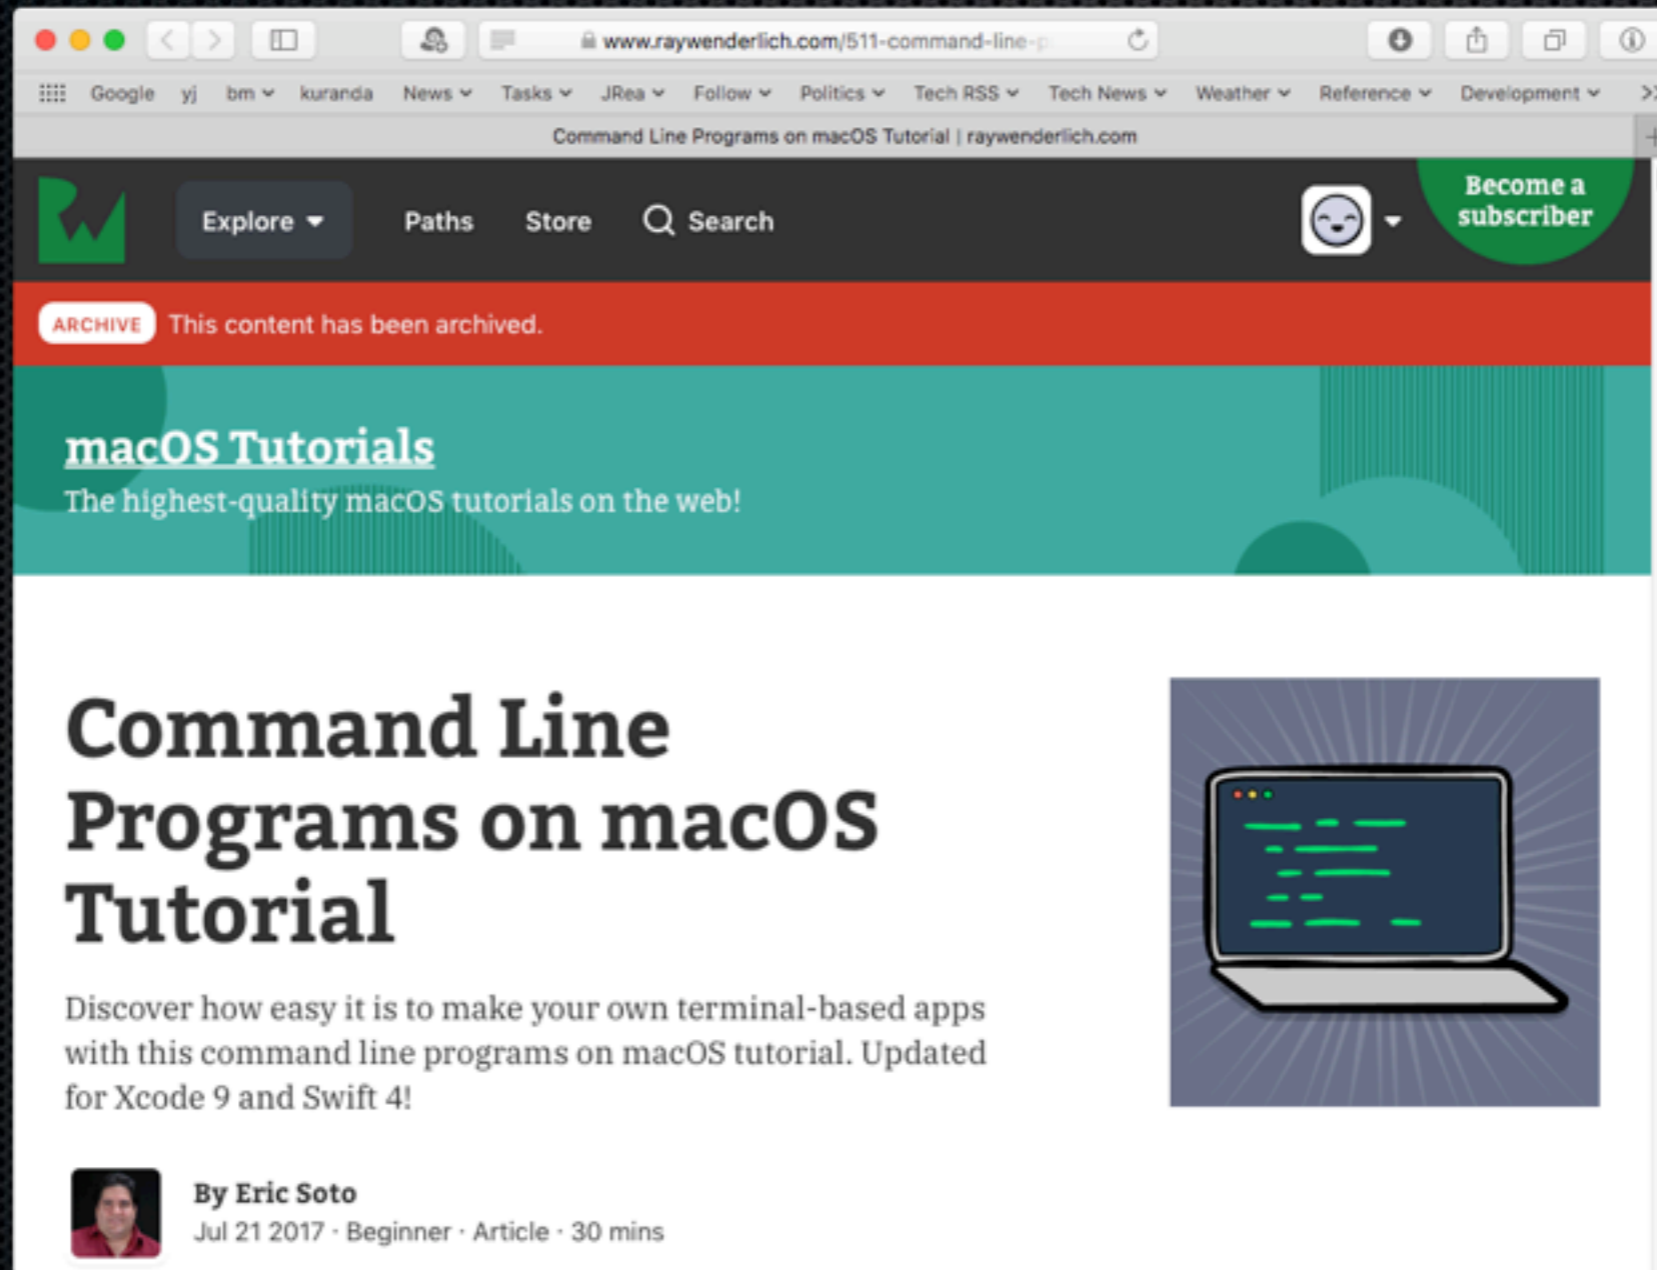 www.raywenderlich.com/511-command-line-p
Google yj bm kuranda News Tasks JRea Follow Politics Tech RSS Tech News Weather Reference Development
Command Line Programs on macOS Tutorial | raywenderlich.com
Explore Paths Store Search
Become a
subscriber
ARCHIVE This content has been archived.
macOS Tutorials
The highest-quality macOS tutorials on the web!
Command Line
Programs on macOS
Tutorial
Discover how easy it is to make your own terminal-based apps
with this command line programs on macOS tutorial. Updated
for Xcode 9 and Swift 4!
By Eric Soto
Jul 21 2017 · Beginner · Article · 30 mins